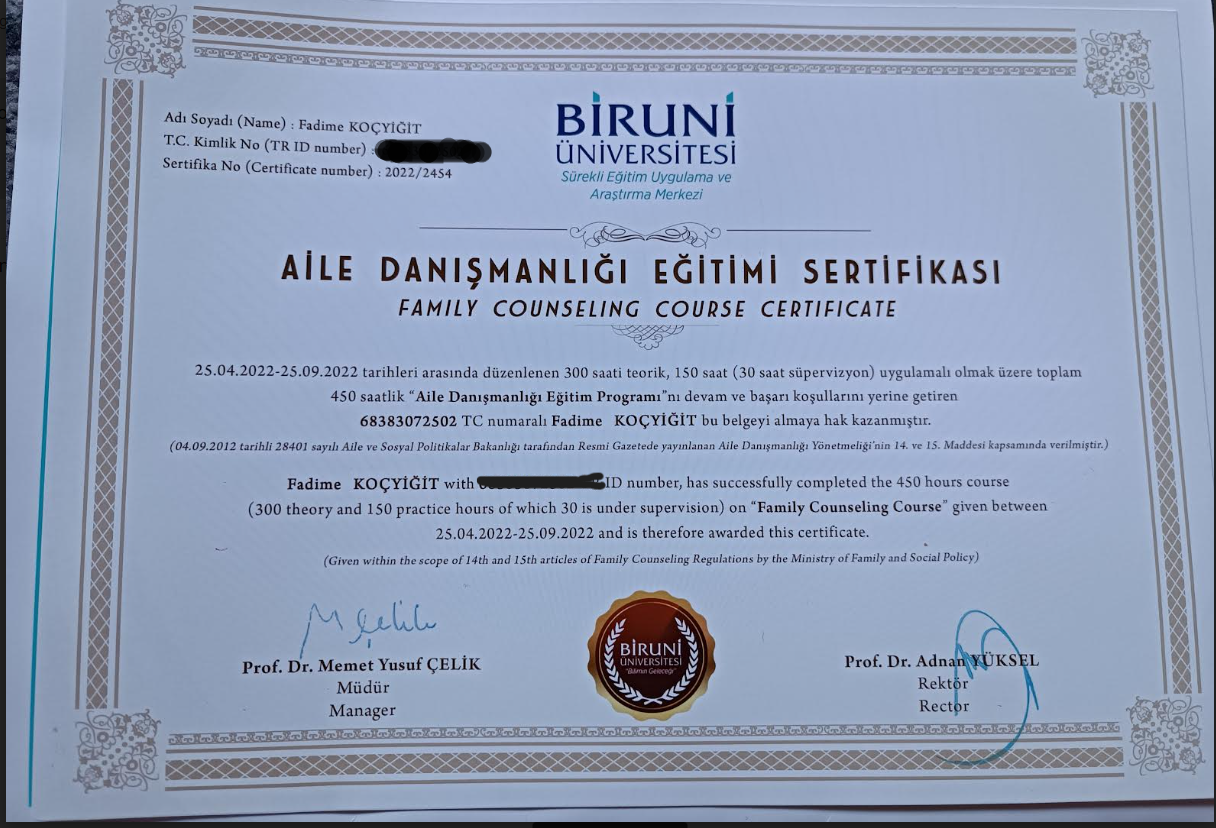 Adı Soyadı (Name) : Fadime KOÇYİĞİT
T.C. Kimlik No (TR ID number) :
Sertifika No (Certificate number) : 2022/2454
BİRUNİ
ÜNİVERSİTESİ
Sürekli Eğitim Uygulama ve
Araştırma Merkezi
AİLE DANIŞMANLIĞI EĞİTİMİ SERTİFİKASI
FAMILY COUNSELING COURSE CERTIFICATE
25.04.2022-25.09.2022 tarihleri arasında düzenlenen 300 saati teorik, 150 saat (30 saat süpervizyon) uygulamalı olmak üzere toplam
450 saatlik “Aile Danışmanlığı Eğitim Programı”nı devam ve başarı koşullarını yerine getiren
68383072502 TC numaralı Fadime KOÇYİĞİT bu belgeyi almaya hak kazanmıştır.
(04.09.2012 tarihli 28401 sayılı Aile ve Sosyal Politikalar Bakanlığı tarafından Resmi Gazetede yayınlanan Aile Danışmanlığı Yönetmeliği'nin 14. ve 15. Maddesi kapsamında verilmiştir.)
Fadime KOÇYİĞİT with ID number, has successfully completed the 450 hours course
(300 theory and 150 practice hours of which 30 is under supervision) on “Family Counseling Course” given between
25.04.2022-25.09.2022 and is therefore awarded this certificate.
(Given within the scope of 14th and 15th articles of Family Counseling Regulations by the Ministry of Family and Social Policy)
M Çelik
Prof. Dr. Memet Yusuf ÇELİK
Müdür
Manager
BİRUNİ
ÜNİVERSİTESİ
"Bilimin Geleceği"
Prof. Dr. Adnan YÜKSEL
Rektör
Rector